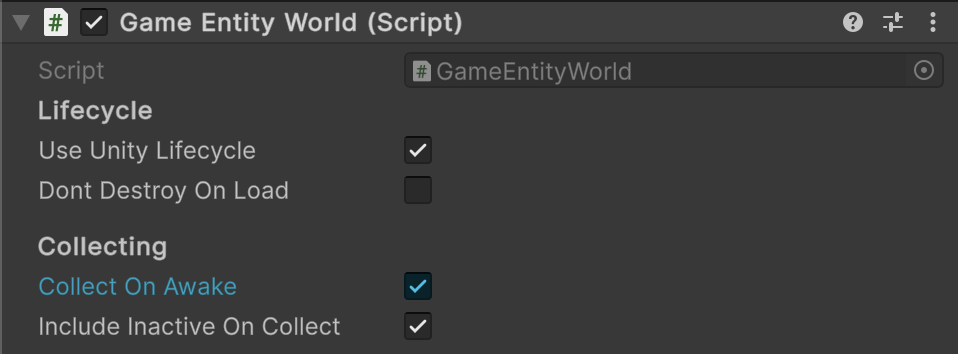 # Game Entity World (Script)
Script # GameEntityWorld
Lifecycle
Use Unity Lifecycle
Dont Destroy On Load
Collecting
Collect On Awake
Include Inactive On Collect